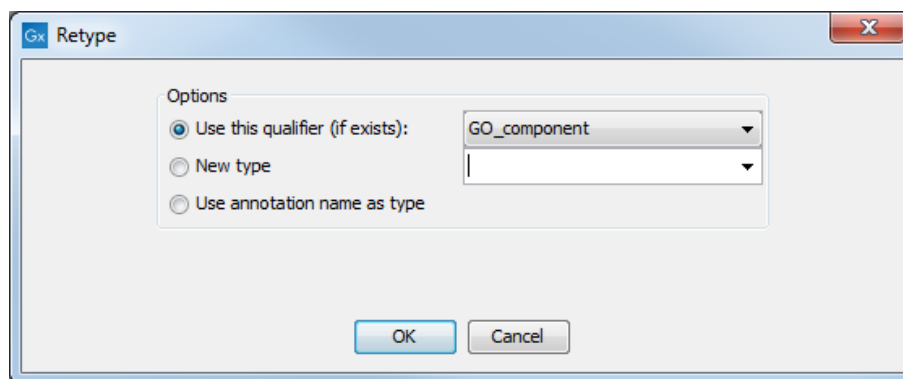 Gx Retype
X
Options
Use this qualifier (if exists): GO_component
New type
Use annotation name as type
OK Cancel